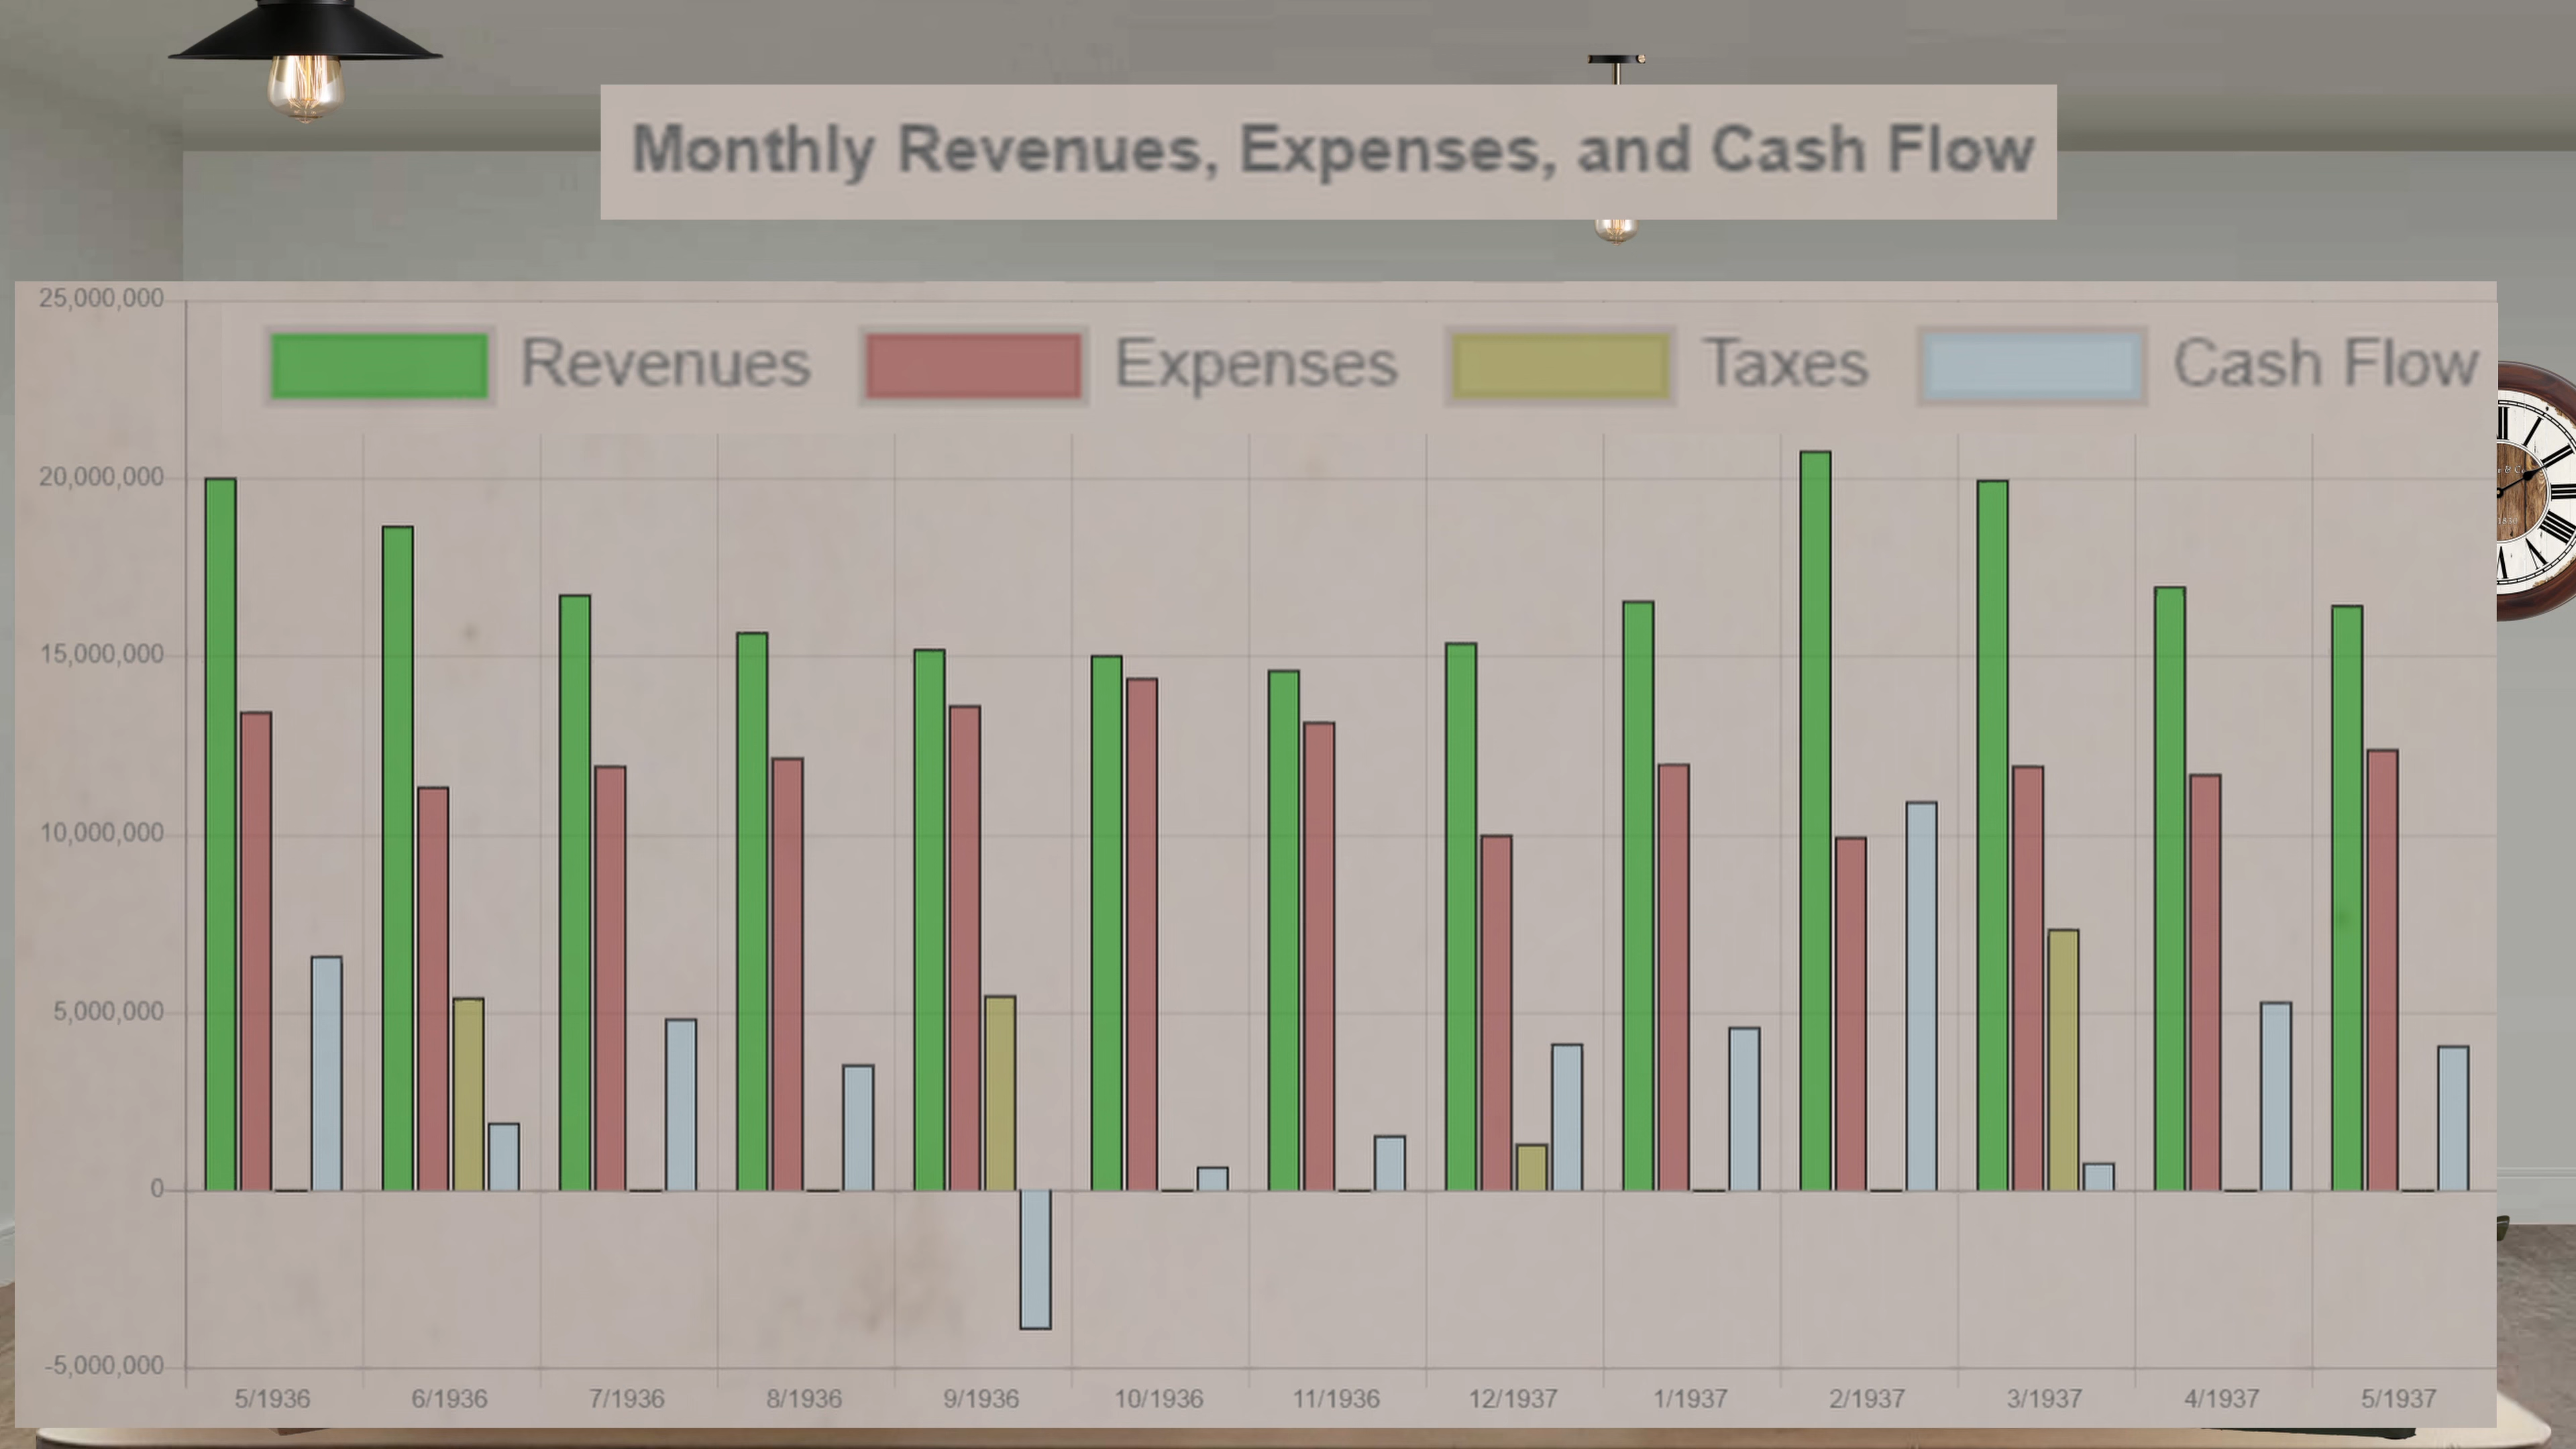 Monthly Revenues, Expenses, and Cash Flow
25,000,000
Revenues Expenses Taxes Cash Flow
20,000,000
15,000,000
10,000,000
5,000,000
0
-5,000,000
5/1936 6/1936 7/1936 8/1936 9/1936 10/1936 11/1936 12/1937 1/1937 2/1937 3/1937 4/1937 5/1937